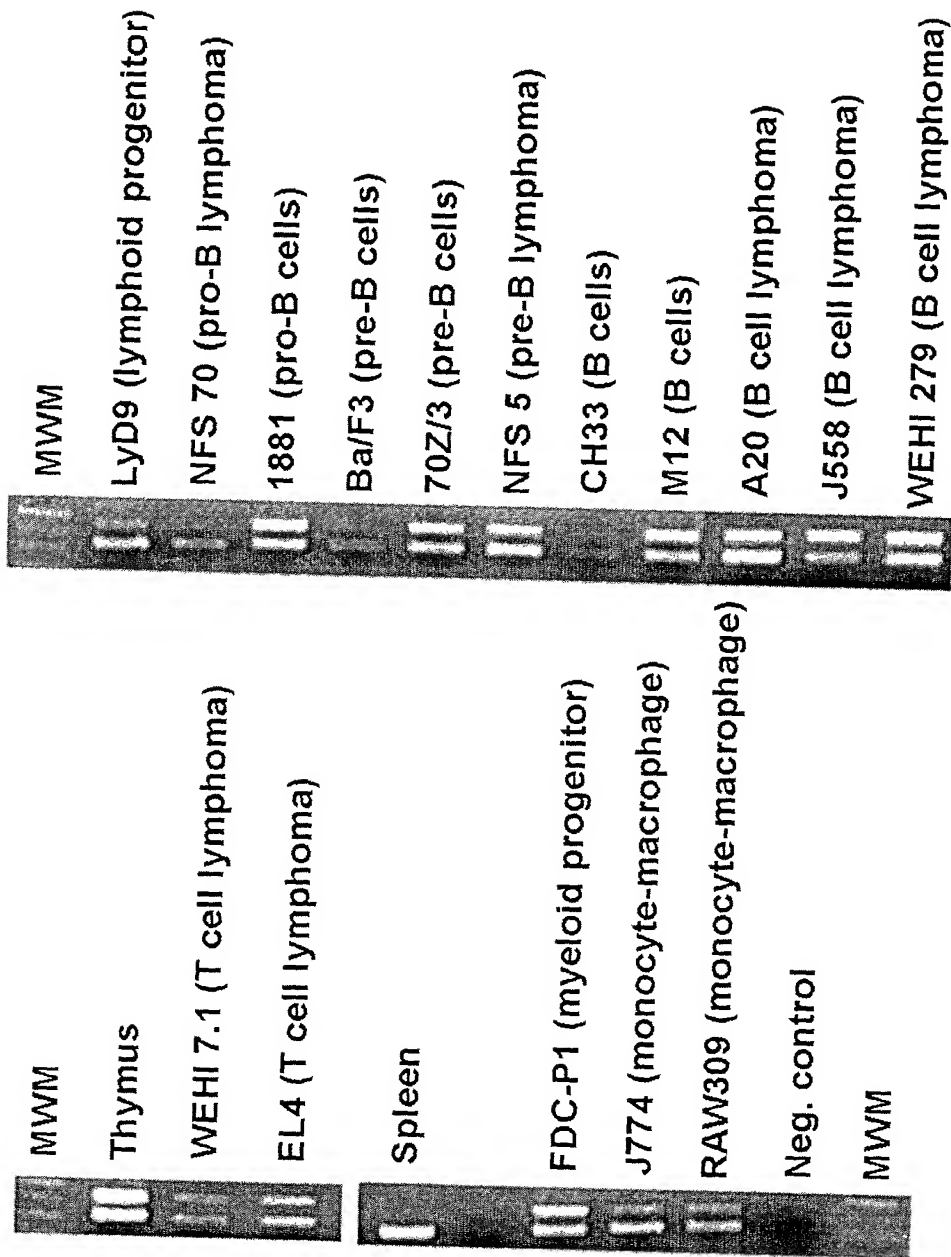 MWM
LyD9 (lymphoid progenitor)
NFS 70 (pro-B lymphoma)
1881 (pro-B cells)
Ba/F3 (pre-B cells)
70Z/3 (pre-B cells)
NFS 5 (pre-B lymphoma)
CH33 (B cells)
M12 (B cells)
A20 (B cell lymphoma)
J558 (B cell lymphoma)
WEHI 279 (B cell lymphoma)
MWM
Thymus
WEHI 7.1 (T cell lymphoma)
EL4 (T cell lymphoma)
Spleen
FDC-P1 (myeloid progenitor)
J774 (monocyte-macrophage)
RAW309 (monocyte-macrophage)
Neg. control
MWM